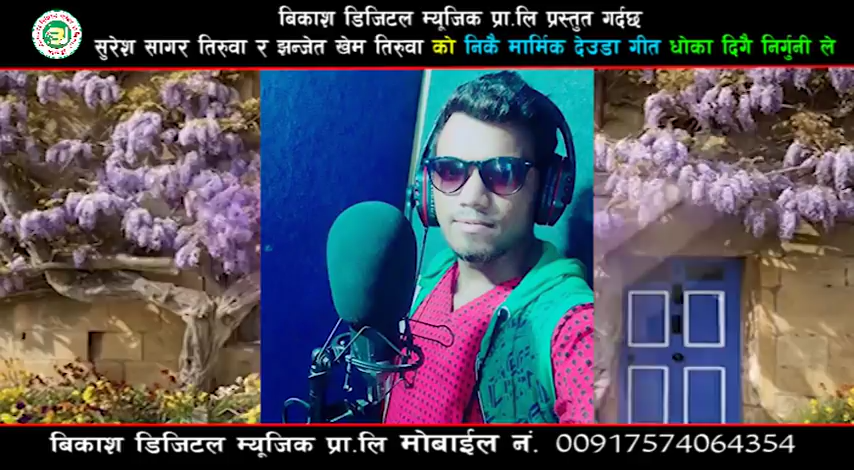 बिकाश डिजिटल म्यूजिक प्रा.लि प्रस्तुत गर्दछ
सुरेश सागर तिरुवा र झन्जेत खेम तिरुवा को निकै मार्मिक देउडा गीत धोका दिगै निर्गुनी ले
बिकाश डिजिटल म्यूजिक प्रा.लि मोबाईल नं. 00917574064354